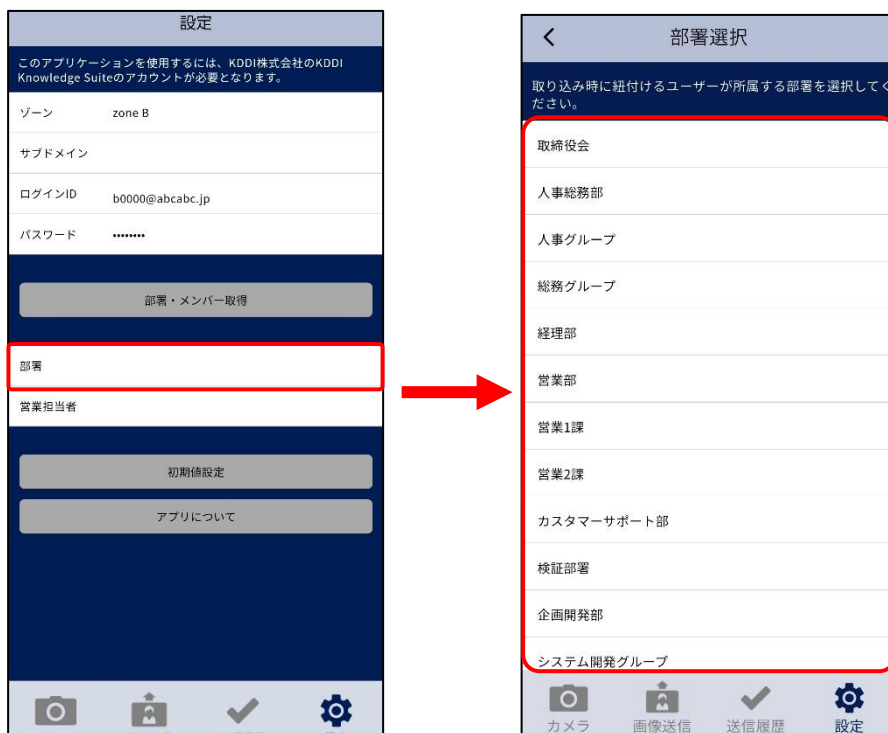 設定
このアプリケーションを使用するには、KDDI株式会社のKDDI
Knowledge Suiteのアカウントが必要となります。
ゾーン zone B
サブドメイン
ログインID b0000@abcabc.jp
パスワード ••••••••
部署・メンバー取得
部署
営業担当者
初期値設定
アプリについて
部署選択
取り込み時に紐付けるユーザーが所属する部署を選択してく
ださい。
取締役会
人事総務部
人事グループ
総務グループ
経理部
営業部
営業1課
営業2課
カスタマーサポート部
検証部署
企画開発部
システム開発グループ
カメラ 画像送信 送信履歴 設定